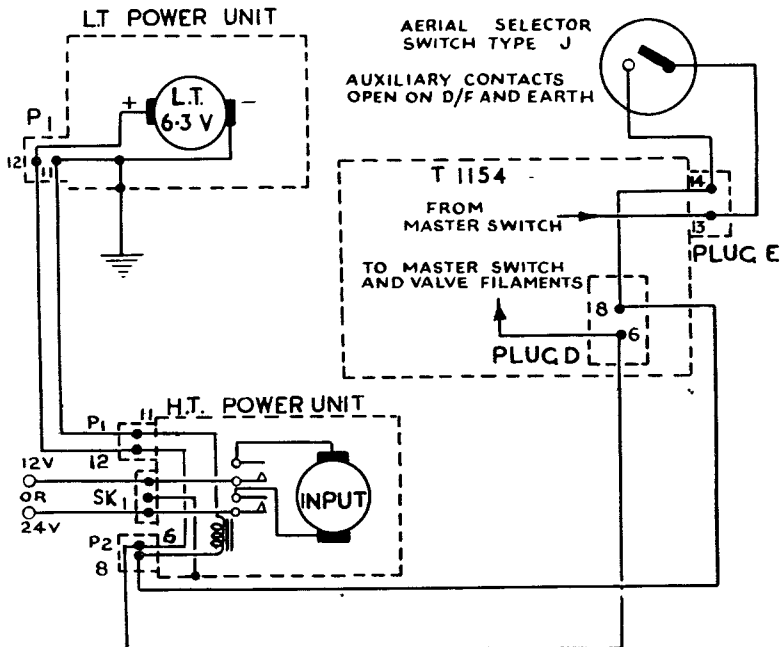 L.T POWER UNIT
L.T.
6·3 V
+
-
P1
12
11
AERIAL SELECTOR
SWITCH TYPE J
AUXILIARY CONTACTS
OPEN ON D/F AND EARTH
T 1154
14
FROM
MASTER SWITCH
13
PLUG E
TO MASTER SWITCH
AND VALVE FILAMENTS
8
6
PLUG D
H.T. POWER UNIT
P1
11
12
12V
OR
24V
SK1
INPUT
P2
6
8